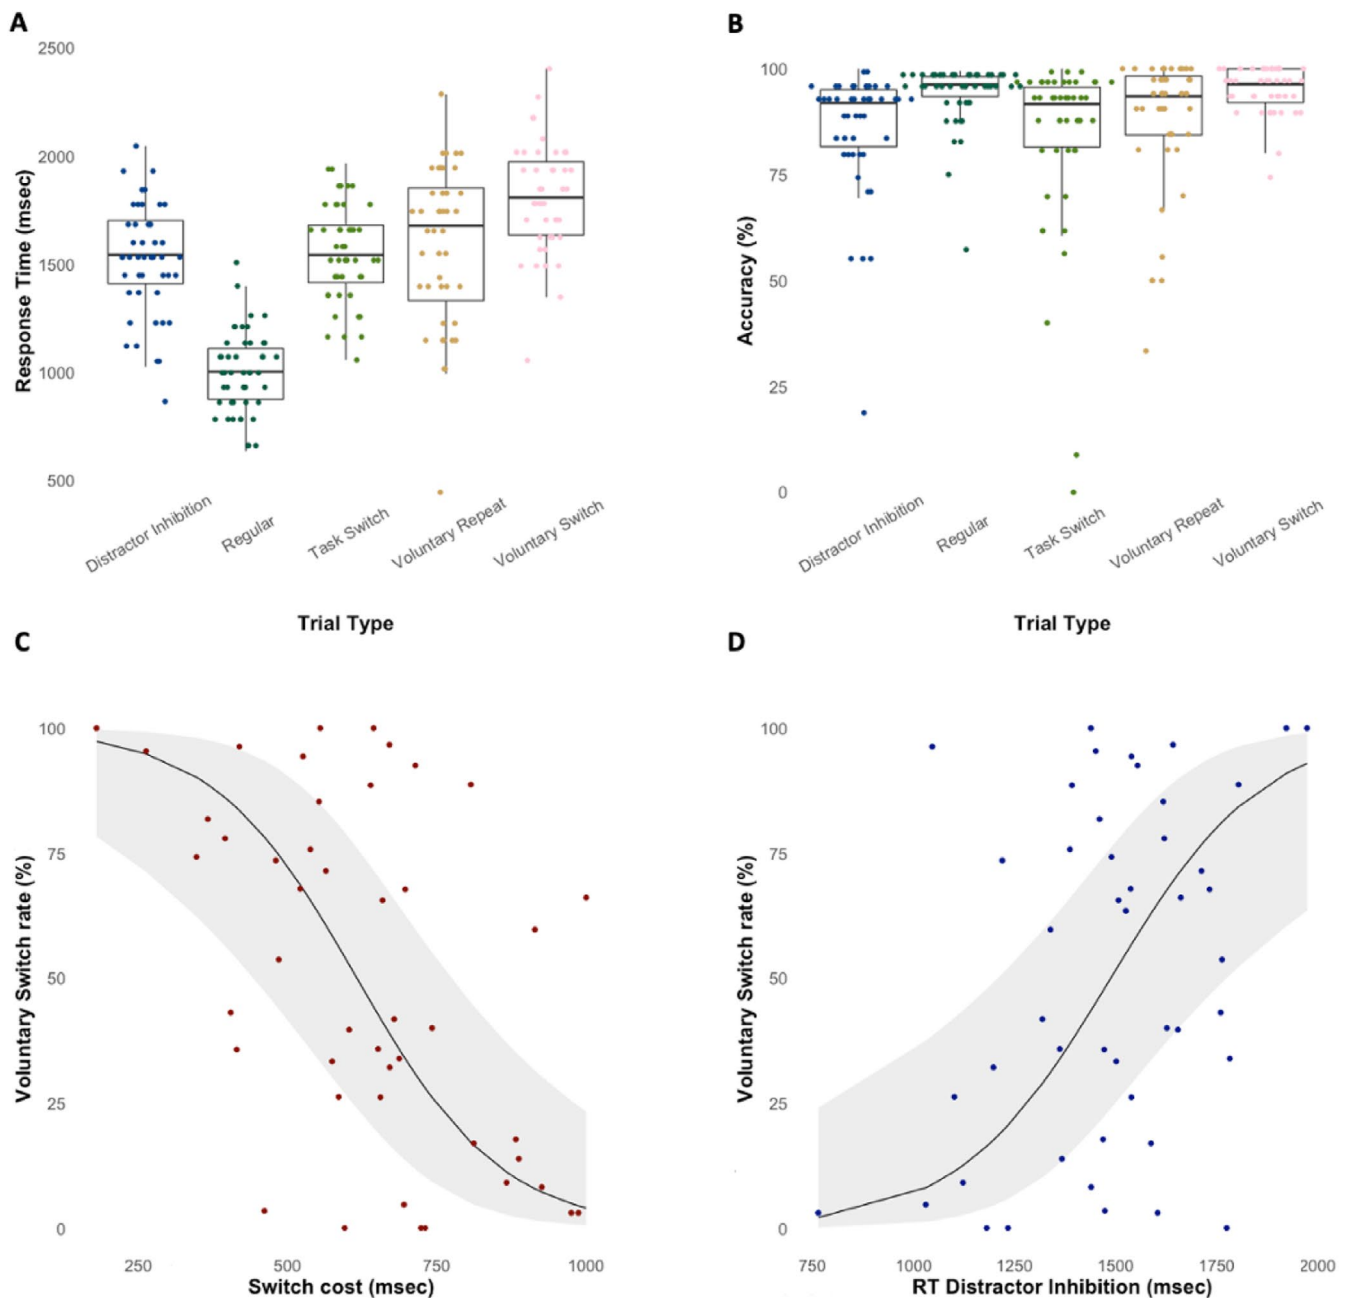 A
Response Time (msec)
2500
2000
1500
1000
500
Distractor Inhibition
Regular
Task Switch
Voluntary Repeat
Voluntary Switch
Trial Type
B
Accuracy (%)
100
75
50
25
0
Distractor Inhibition
Regular
Task Switch
Voluntary Repeat
Voluntary Switch
Trial Type
C
Voluntary Switch rate (%)
100
75
50
25
0
250 500 750 1000
Switch cost (msec)
D
Voluntary Switch rate (%)
100
75
50
25
0
750 1000 1250 1500 1750 2000
RT Distractor Inhibition (msec)